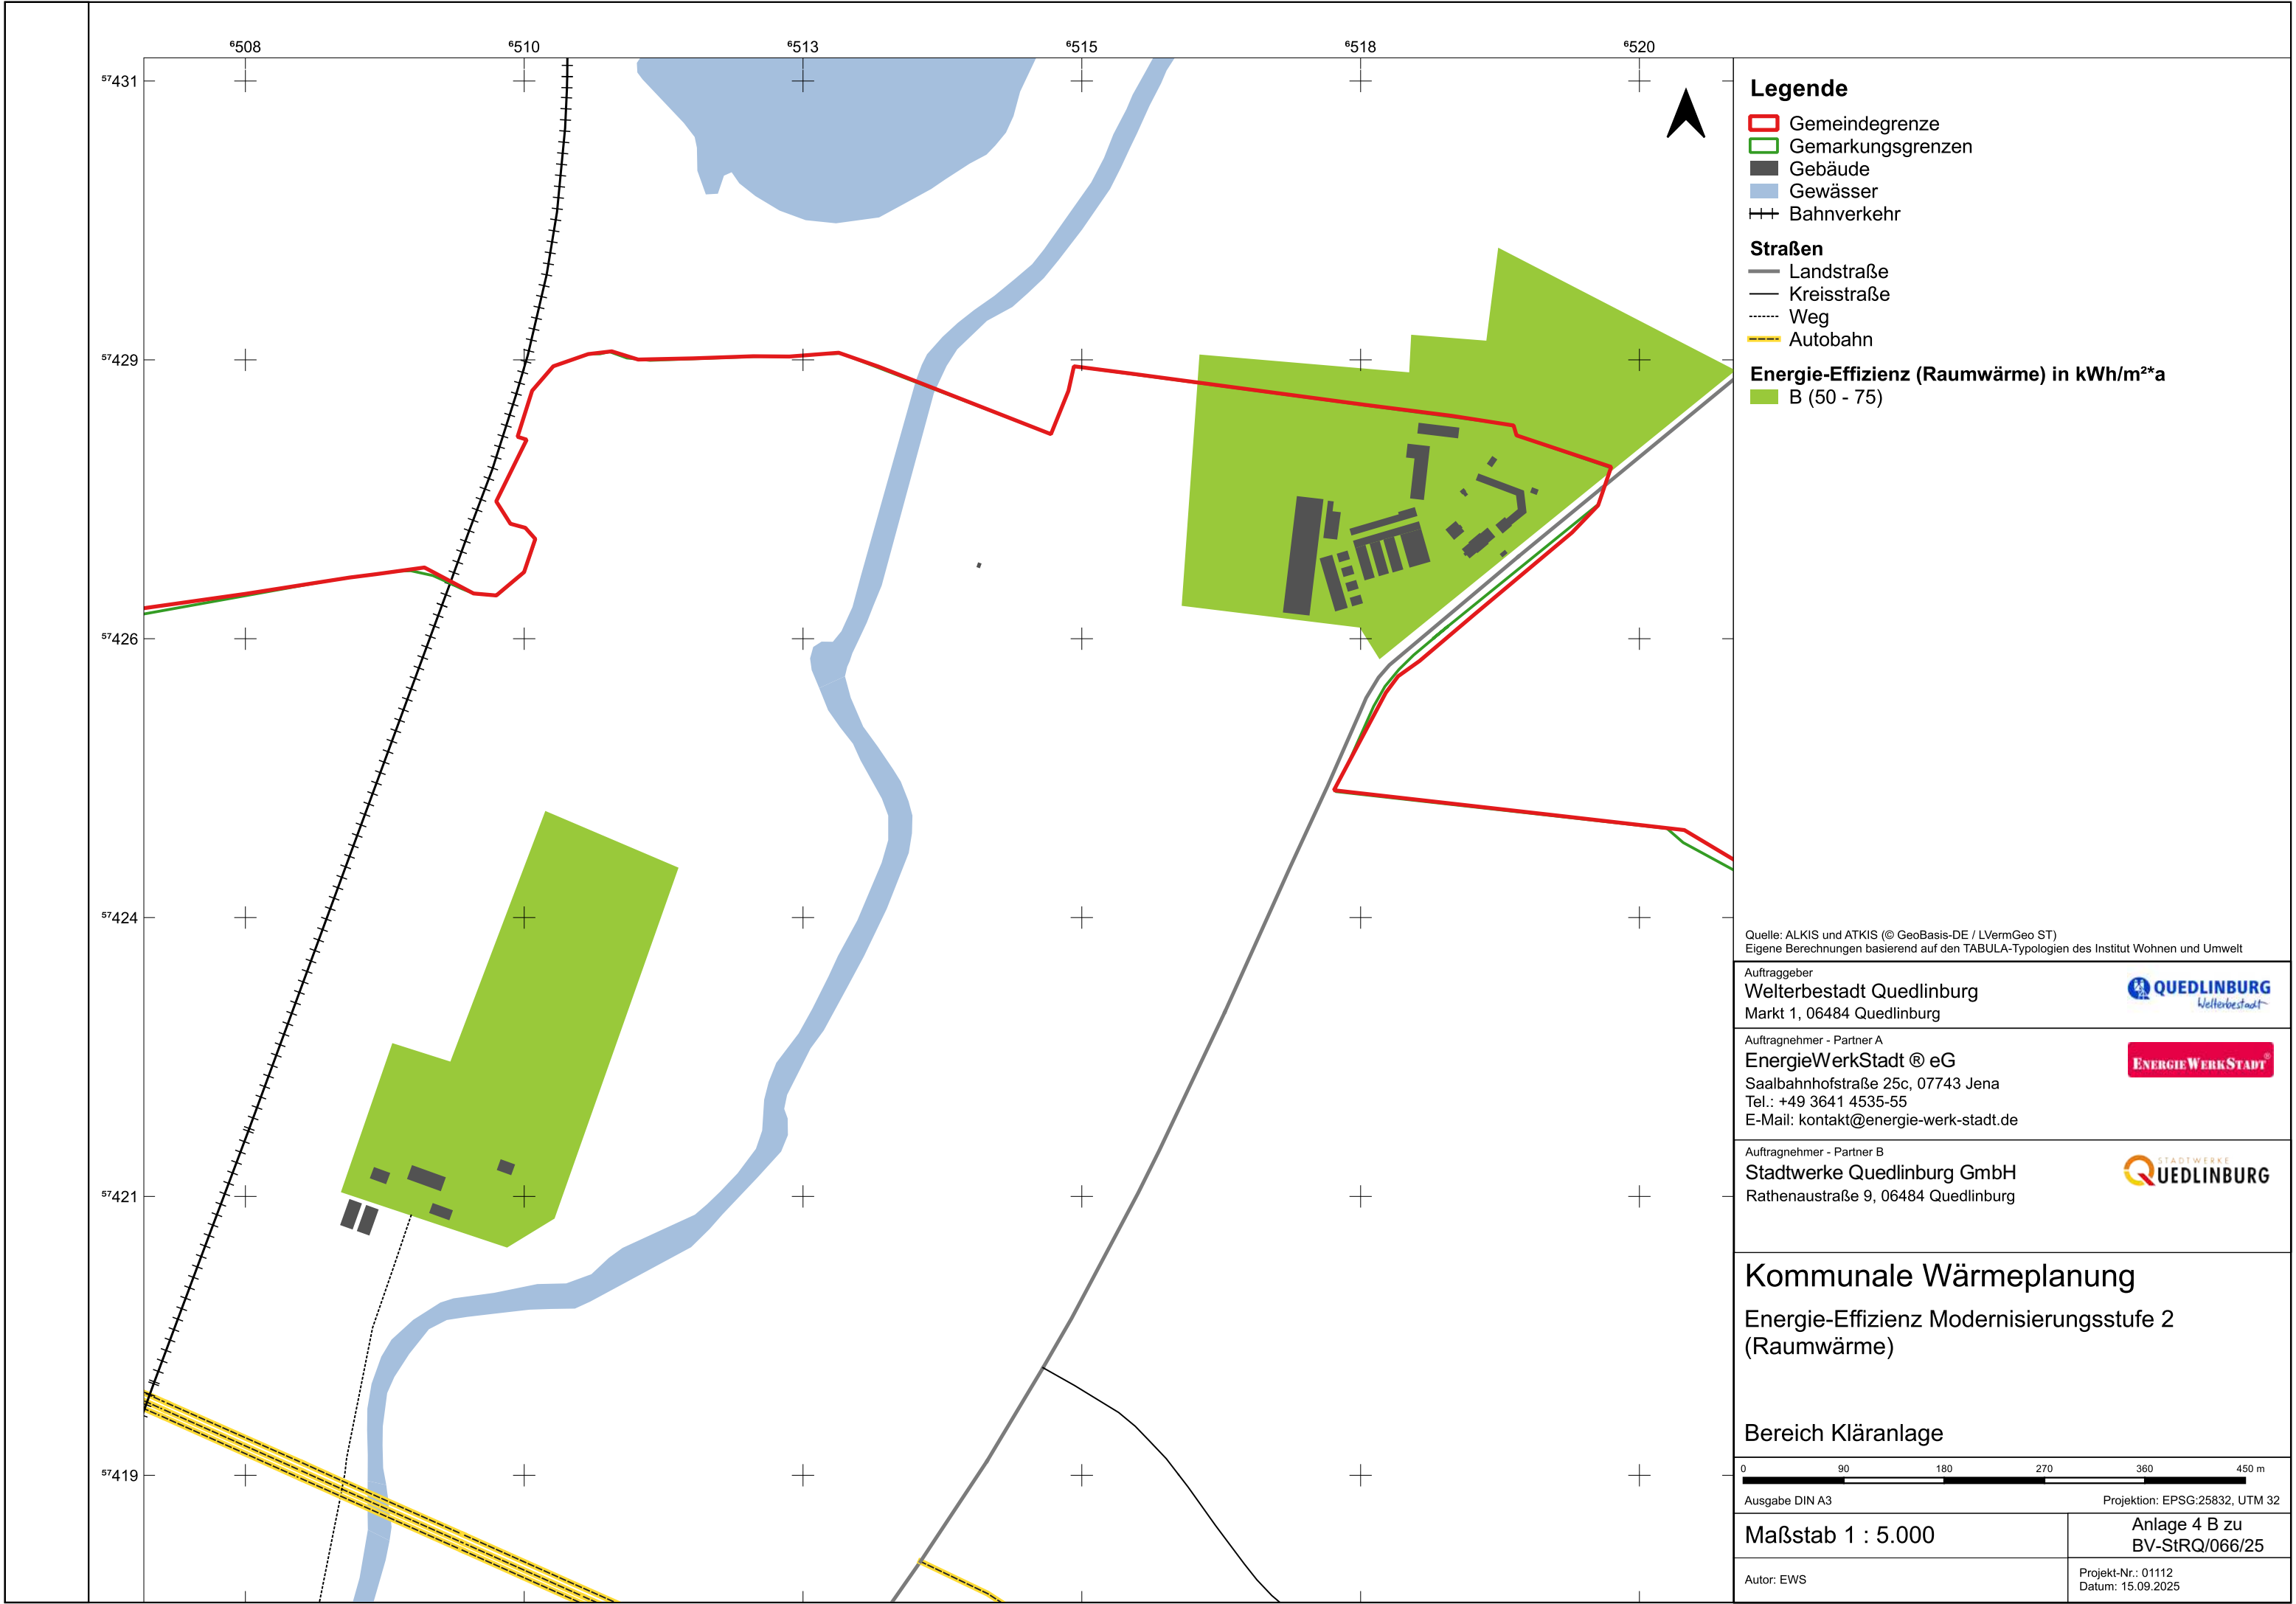 ⁶508 ⁶510 ⁶513 ⁶515 ⁶518 ⁶520
⁵⁷431
⁵⁷429
⁵⁷426
⁵⁷424
⁵⁷421
⁵⁷419
Legende
Gemeindegrenze
Gemarkungsgrenzen
Gebäude
Gewässer
Bahnverkehr
Straßen
Landstraße
Kreisstraße
Weg
Autobahn
Energie-Effizienz (Raumwärme) in kWh/m²*a
B (50 - 75)
Quelle: ALKIS und ATKIS (© GeoBasis-DE / LVermGeo ST)
Eigene Berechnungen basierend auf den TABULA-Typologien des Institut Wohnen und Umwelt
Auftraggeber
Welterbestadt Quedlinburg
Markt 1, 06484 Quedlinburg
QUEDLINBURG
Welterbestadt
Auftragnehmer - Partner A
EnergieWerkStadt ® eG
Saalbahnhofstraße 25c, 07743 Jena
Tel.: +49 3641 4535-55
E-Mail: kontakt@energie-werk-stadt.de
ENERGIEWERKSTADT®
Auftragnehmer - Partner B
Stadtwerke Quedlinburg GmbH
Rathenaustraße 9, 06484 Quedlinburg
STADTWERKE
QUEDLINBURG
Kommunale Wärmeplanung
Energie-Effizienz Modernisierungsstufe 2
(Raumwärme)
Bereich Kläranlage
0 90 180 270 360 450 m
Ausgabe DIN A3 Projektion: EPSG:25832, UTM 32
Maßstab 1 : 5.000
Anlage 4 B zu
BV-StRQ/066/25
Autor: EWS
Projekt-Nr.: 01112
Datum: 15.09.2025